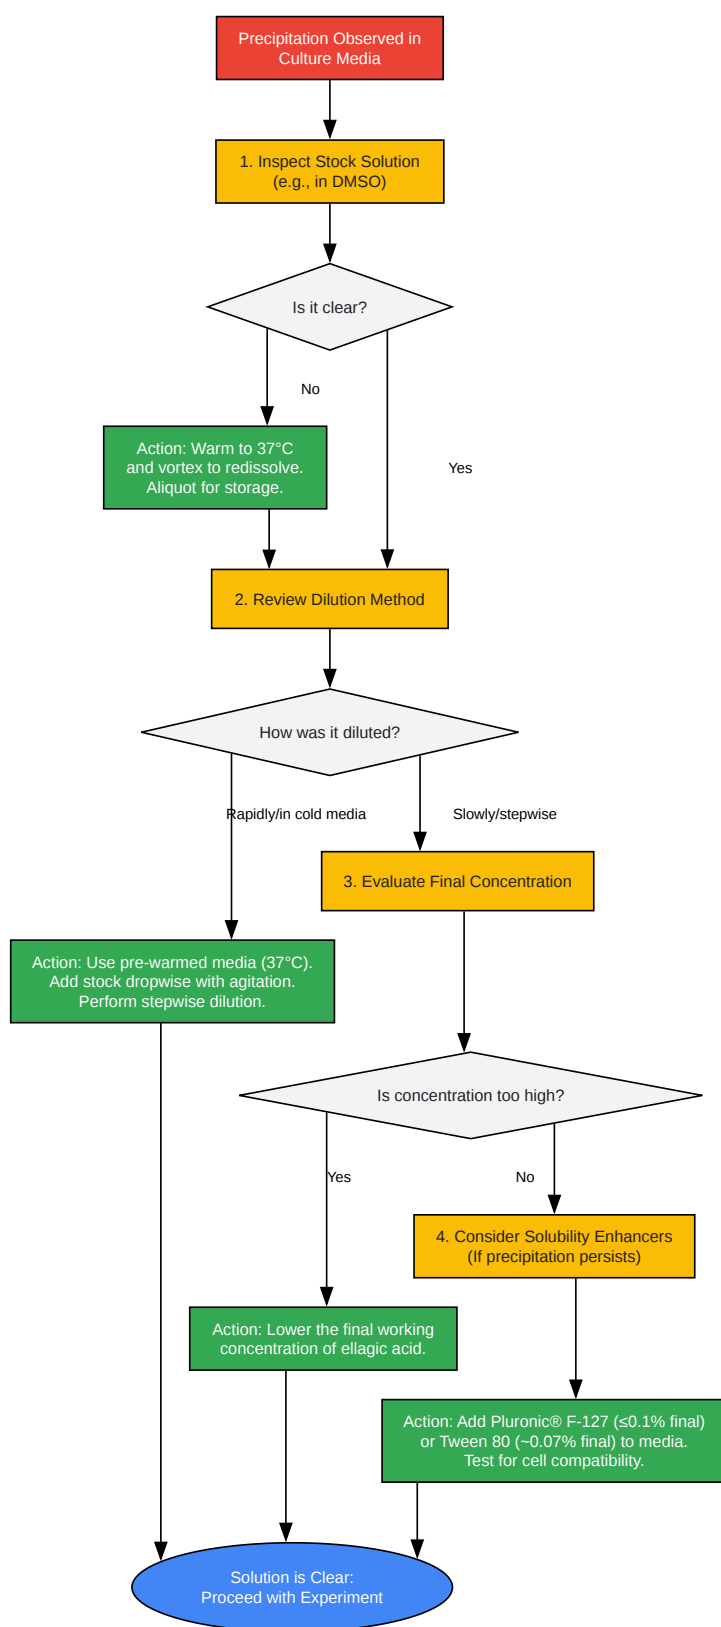 Precipitation Observed in
Culture Media
1. Inspect Stock Solution
(e.g., in DMSO)
Is it clear?
No
Action: Warm to 37°C
and vortex to redissolve.
Aliquot for storage.
Yes
2. Review Dilution Method
How was it diluted?
Rapidly/in cold media
Slowly/stepwise
3. Evaluate Final Concentration
Action: Use pre-warmed media (37°C).
Add stock dropwise with agitation.
Perform stepwise dilution.
Is concentration too high?
Yes
No
4. Consider Solubility Enhancers
(If precipitation persists)
Action: Lower the final working
concentration of ellagic acid.
Action: Add Pluronic® F-127 (≤0.1% final)
or Tween 80 (~0.07% final) to media.
Test for cell compatibility.
Solution is Clear:
Proceed with Experiment